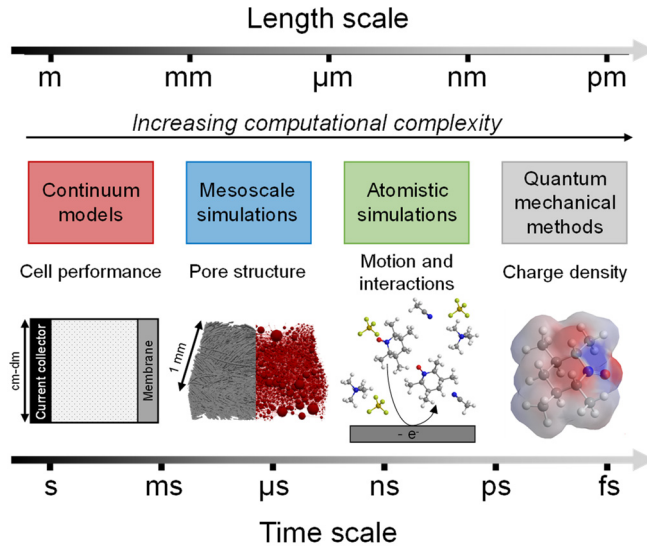 Length scale
m mm µm nm pm
Increasing computational complexity
Continuum models
Mesoscale simulations
Atomistic simulations
Quantum mechanical methods
Cell performance
Pore structure
Motion and interactions
Charge density
cm-dm
Current collector
Membrane
1 mm
- e⁻
s ms µs ns ps fs
Time scale